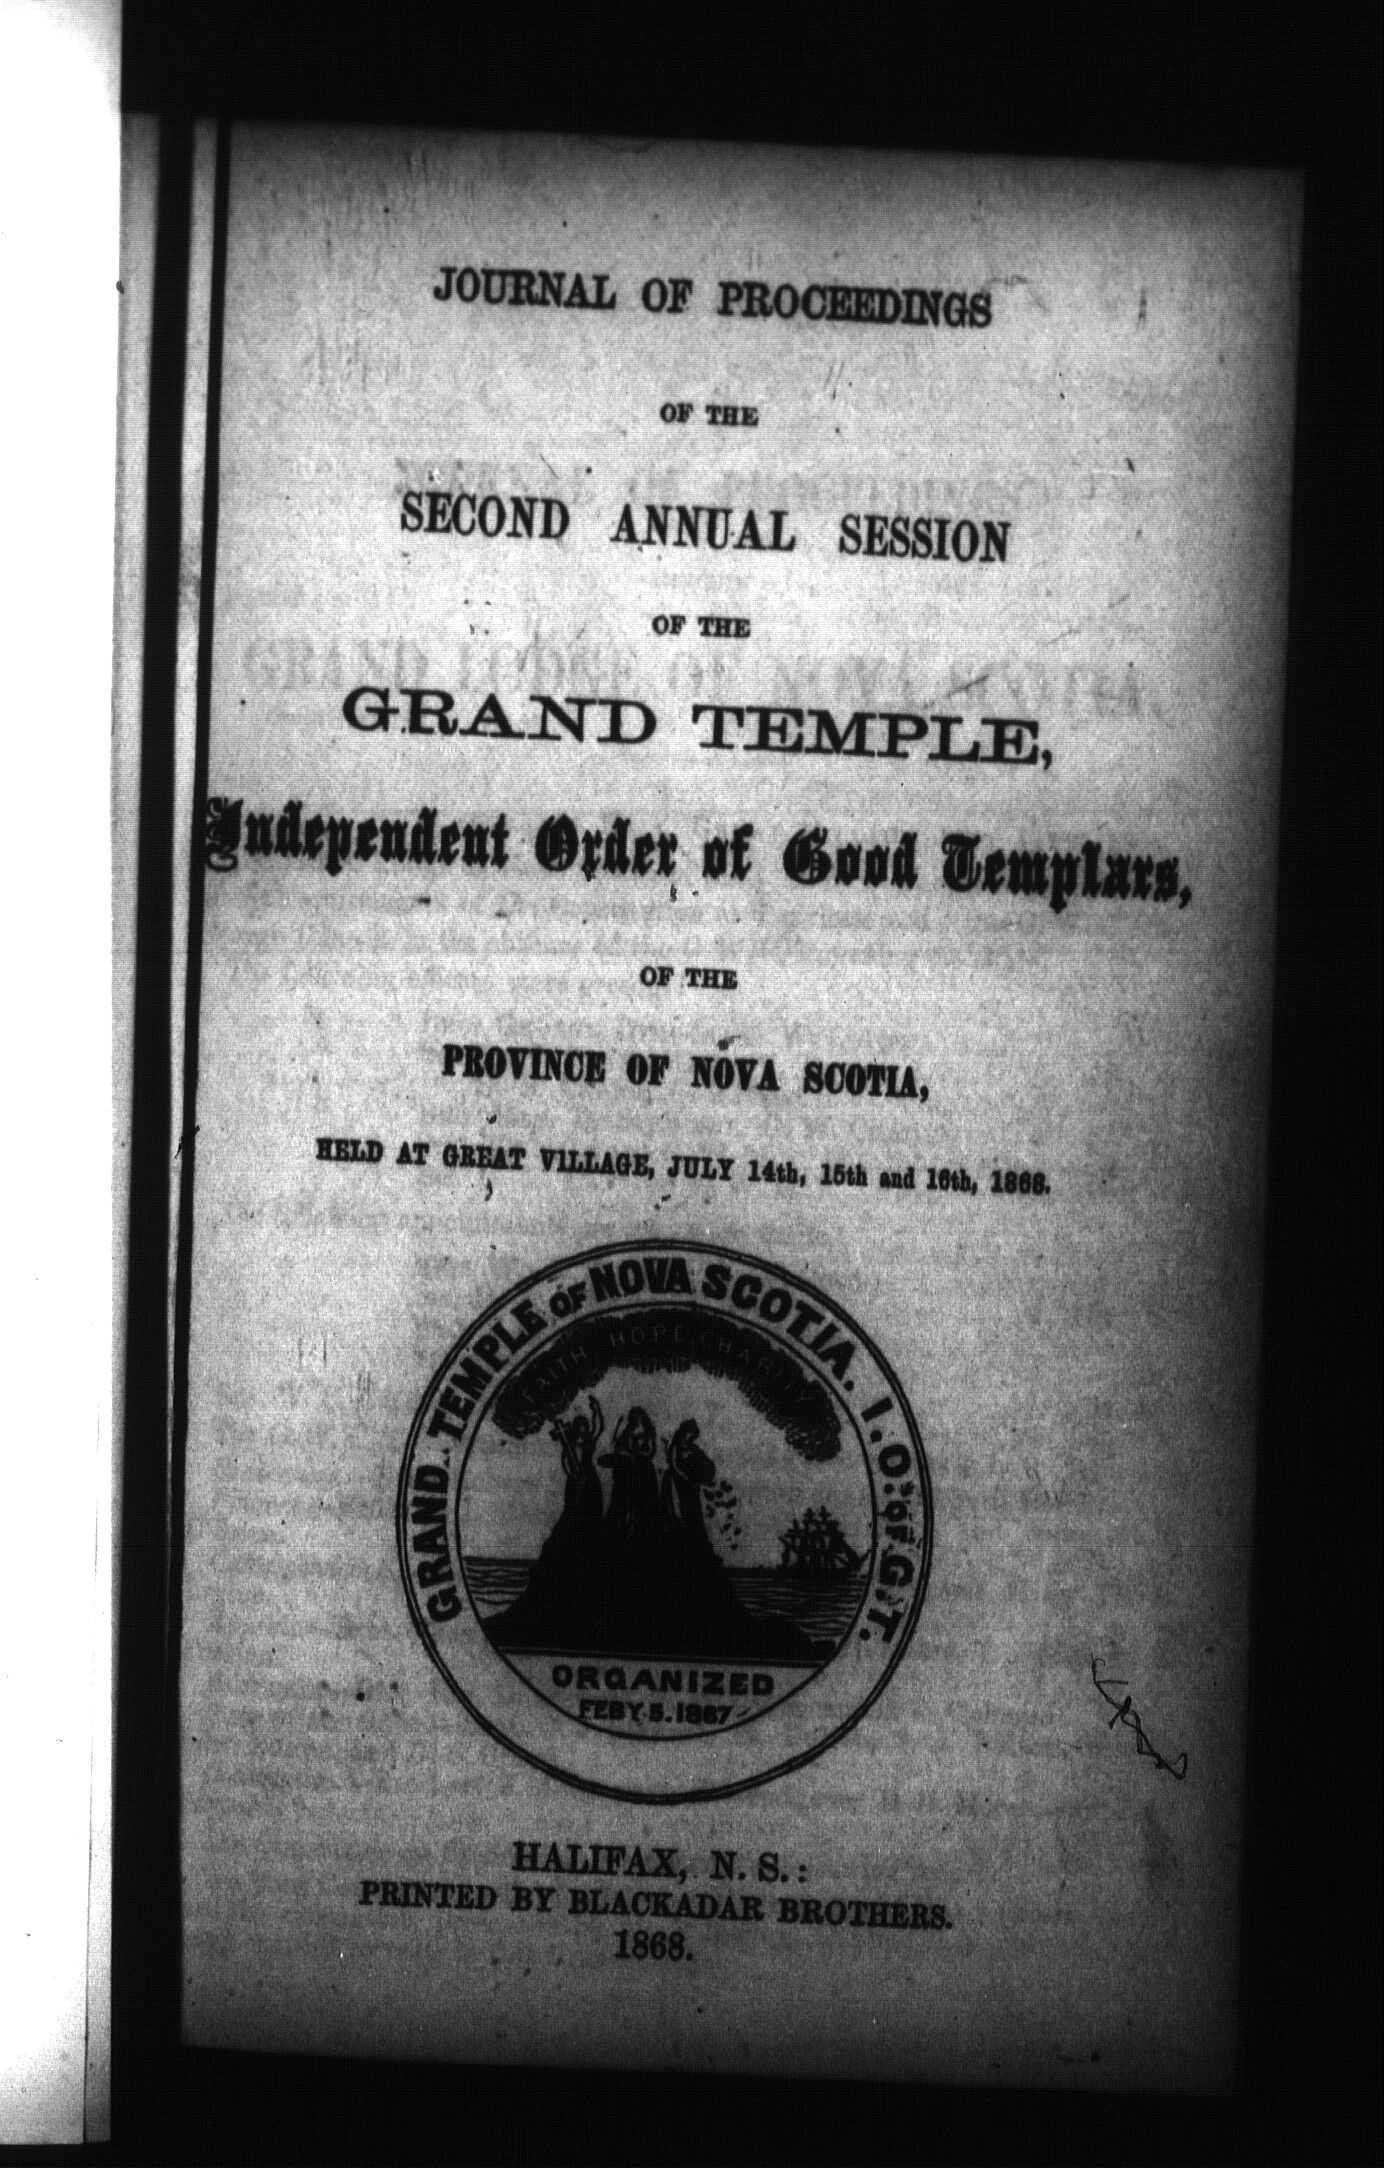 JOURNAL OF PROCEEDINGS
OF THE
SECOND ANNUAL SESSION
OF THE
GRAND TEMPLE,
Independent Order of Good Templars,
OF THE
PROVINCE OF NOVA SCOTIA,
HELD AT GREAT VILLAGE, JULY 14th, 15th and 16th, 1868.
GRAND TEMPLE OF NOVA SCOTIA. I.O. OF G.T.
FAITH, HOPE, CHARITY
ORGANIZED
FEBY 5. 1867
HALIFAX, N. S.:
PRINTED BY BLACKADAR BROTHERS.
1868.